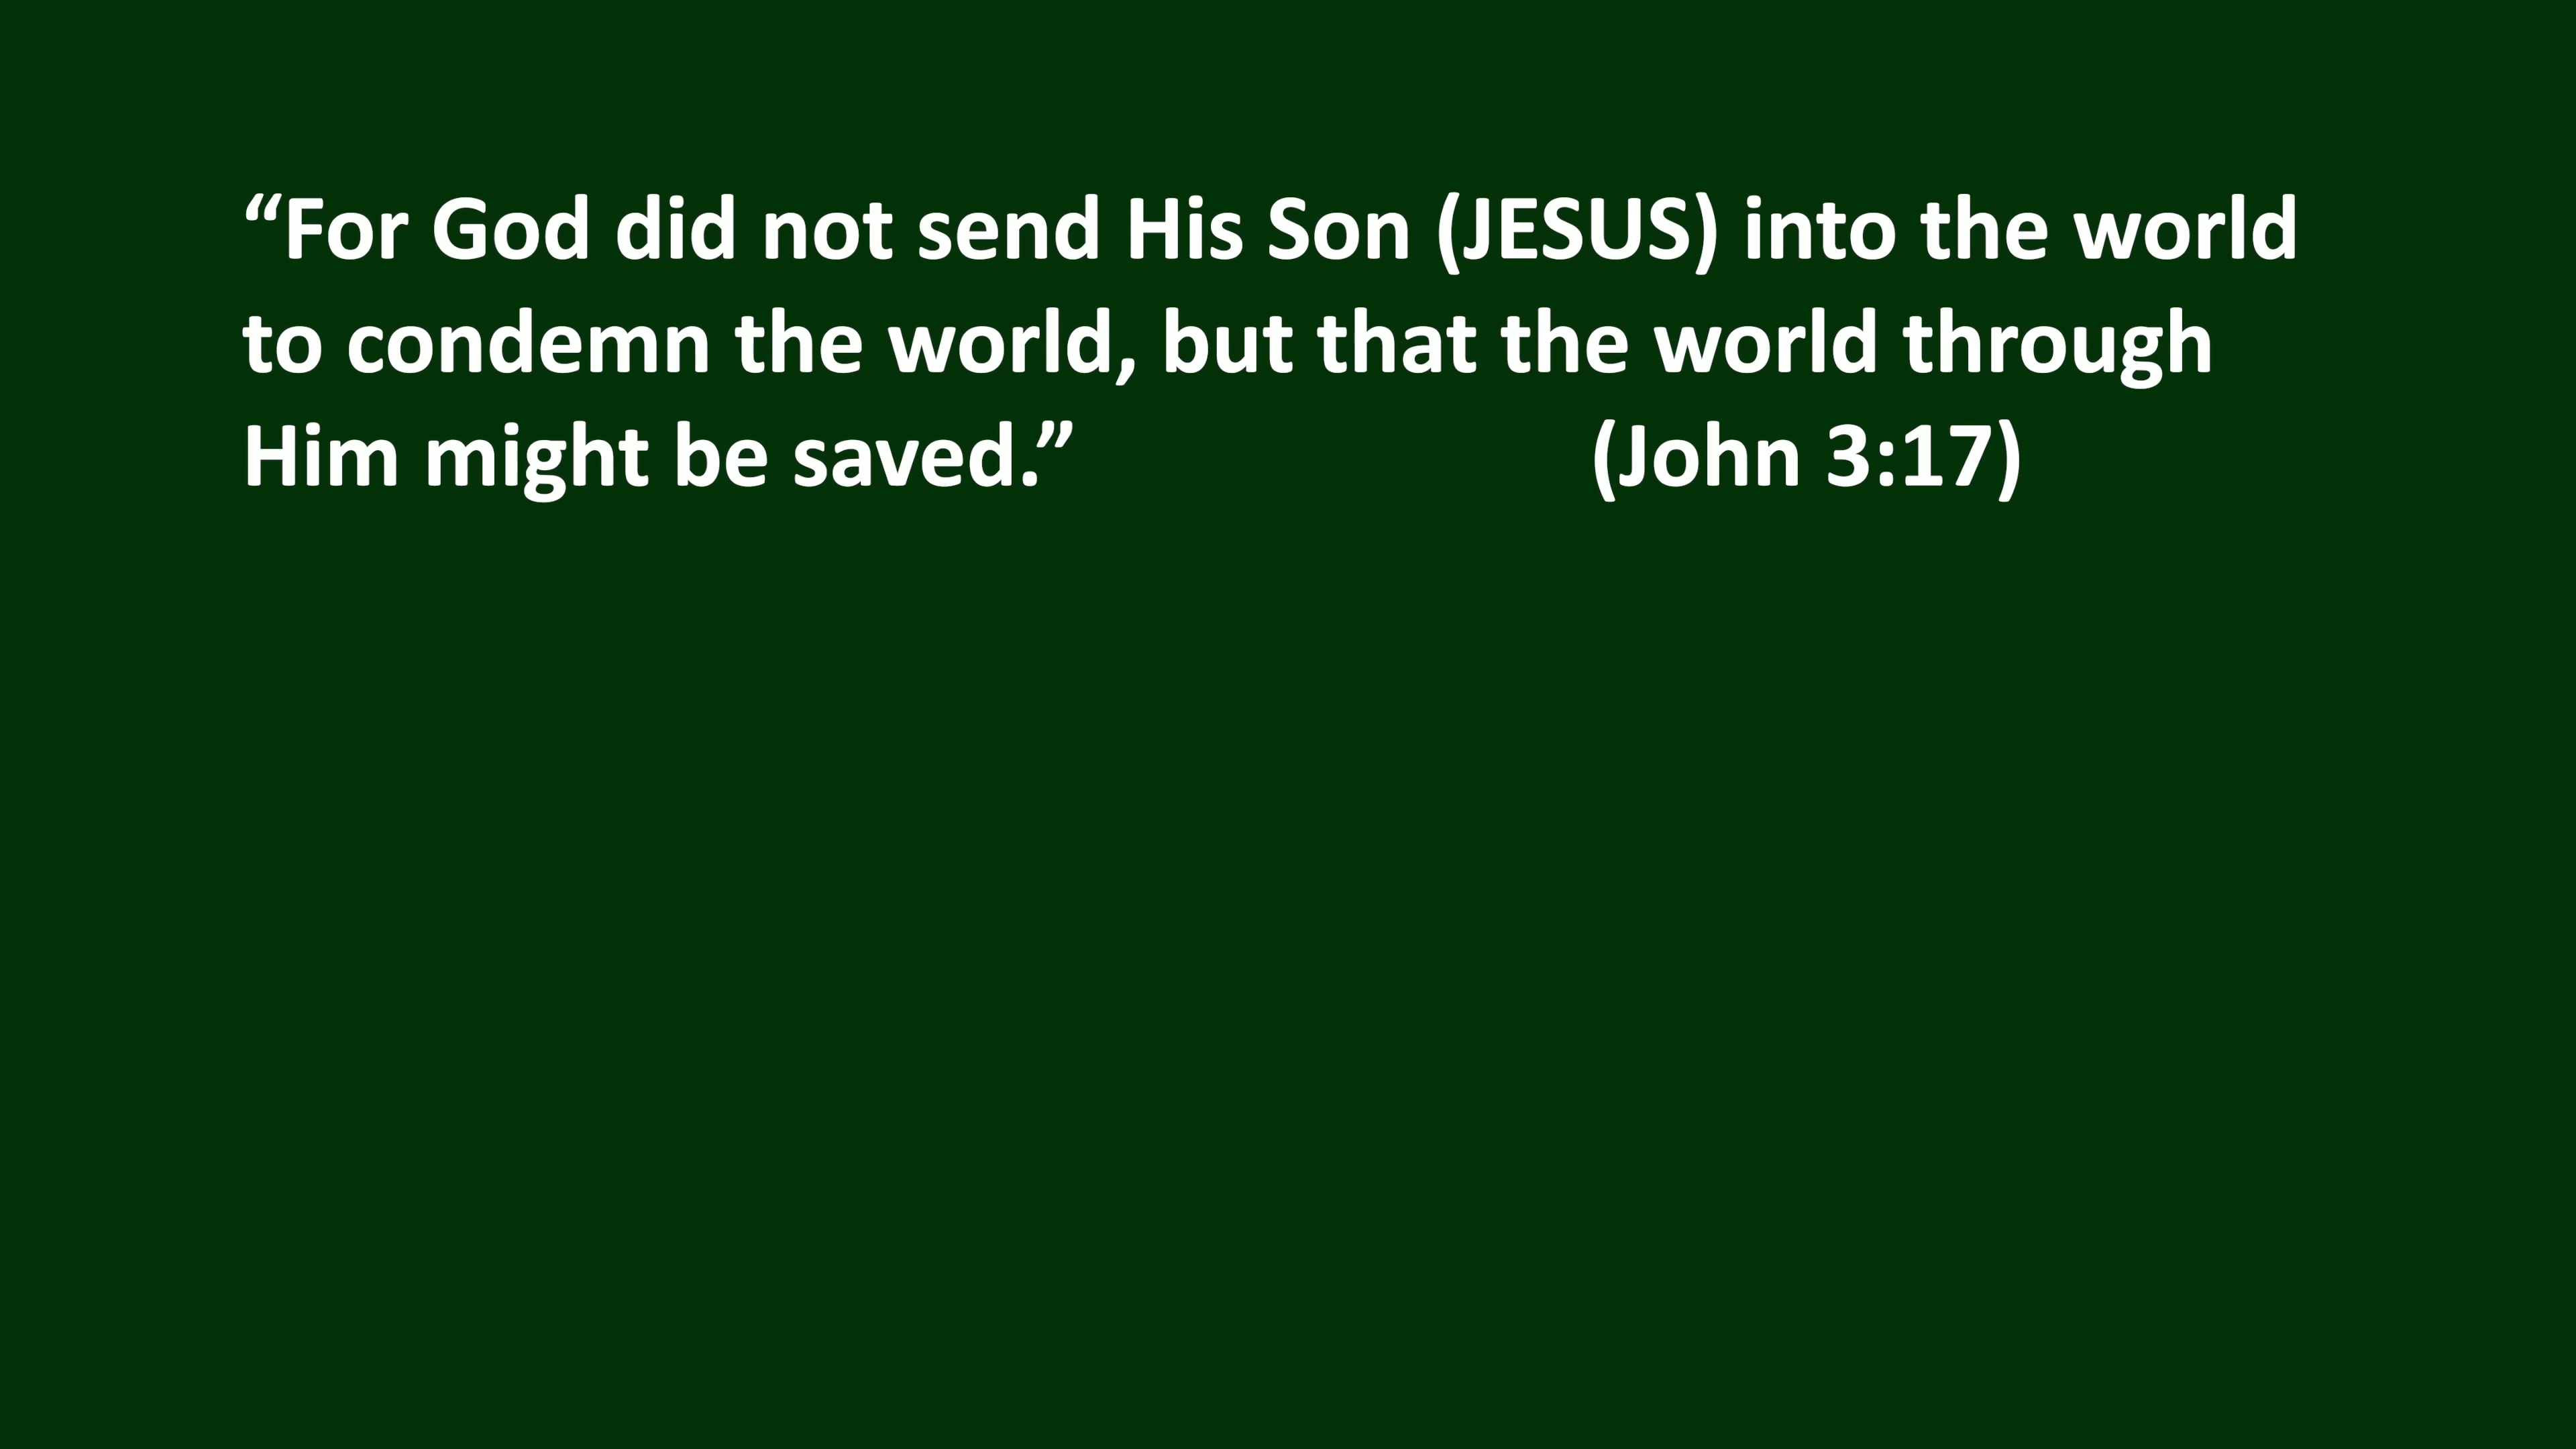 “For God did not send His Son (JESUS) into the world
to condemn the world, but that the world through
Him might be saved.” (John 3:17)